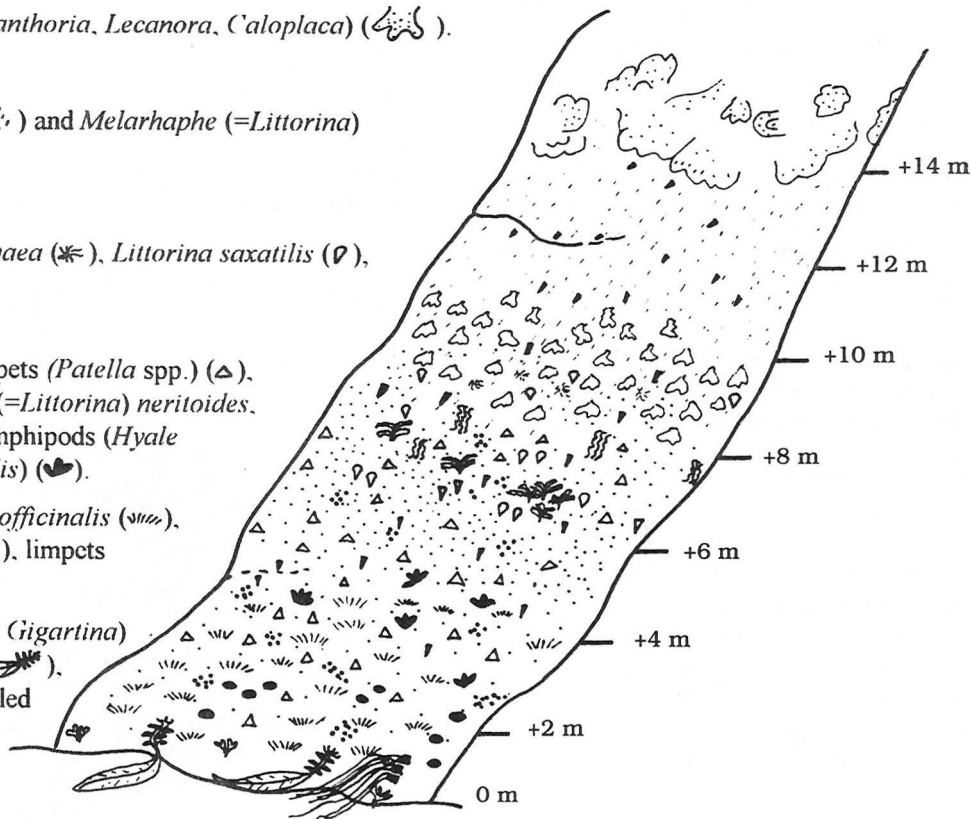 anthoria, Lecanora, Caloplaca) ( ).
) and Melarhaphe (=Littorina)
+14 m
aea ( ), Littorina saxatilis ( ),
+12 m
pets (Patella spp.) ( ),
+10 m
(=Littorina) neritoides,
nphipods (Hyale
is) ( ).
+8 m
officinalis ( ),
), limpets
+6 m
Gigartina)
+4 m
),
led
+2 m
0 m